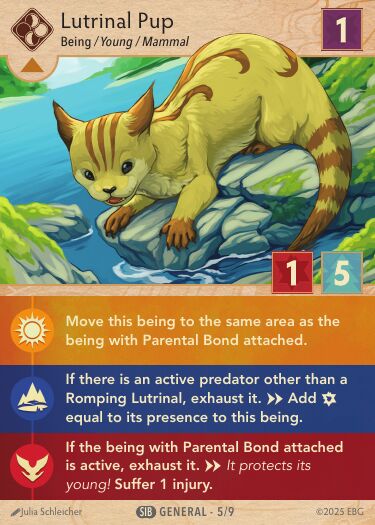 Lutrinal Pup
1
Being / Young / Mammal
1
5
Move this being to the same area as the
being with Parental Bond attached.
If there is an active predator other than a
Romping Lutrinal, exhaust it. Add
equal to its presence to this being.
If the being with Parental Bond attached
is active, exhaust it. It protects its
young! Suffer 1 injury.
Julia Schleicher
SIB GENERAL - 5/9
©2025 EBG